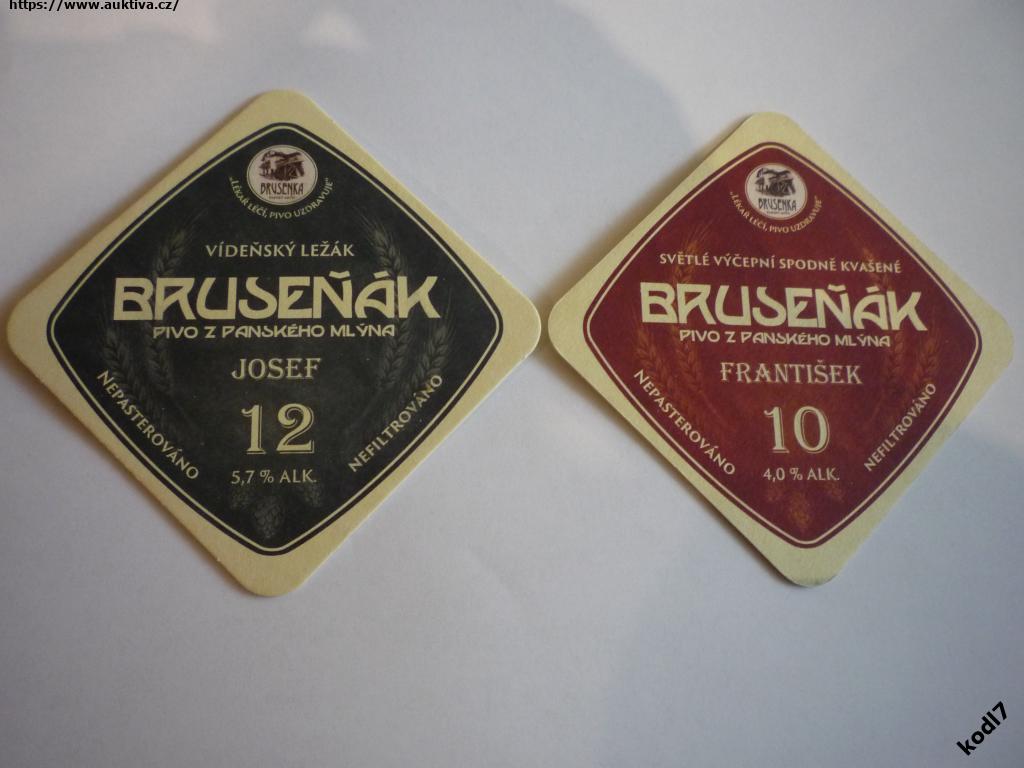 https://www.auktiva.cz/
BRUSENKA
„LÉKAŘ LÉČÍ, PIVO UZDRAVUJE"
VÍDEŇSKÝ LEŽÁK
BRUSEŇÁK
PIVO Z PANSKÉHO MLÝNA
JOSEF
12
5,7 % ALK.
NEPASTEROVÁNO
NEFILTROVÁNO
BRUSENKA
„LÉKAŘ LÉČÍ, PIVO UZDRAVUJE"
SVĚTLÉ VÝČEPNÍ SPODNĚ KVAŠENÉ
BRUSEŇÁK
PIVO Z PANSKÉHO MLÝNA
FRANTIŠEK
10
4,0 % ALK.
NEPASTEROVÁNO
NEFILTROVÁNO
kodl7